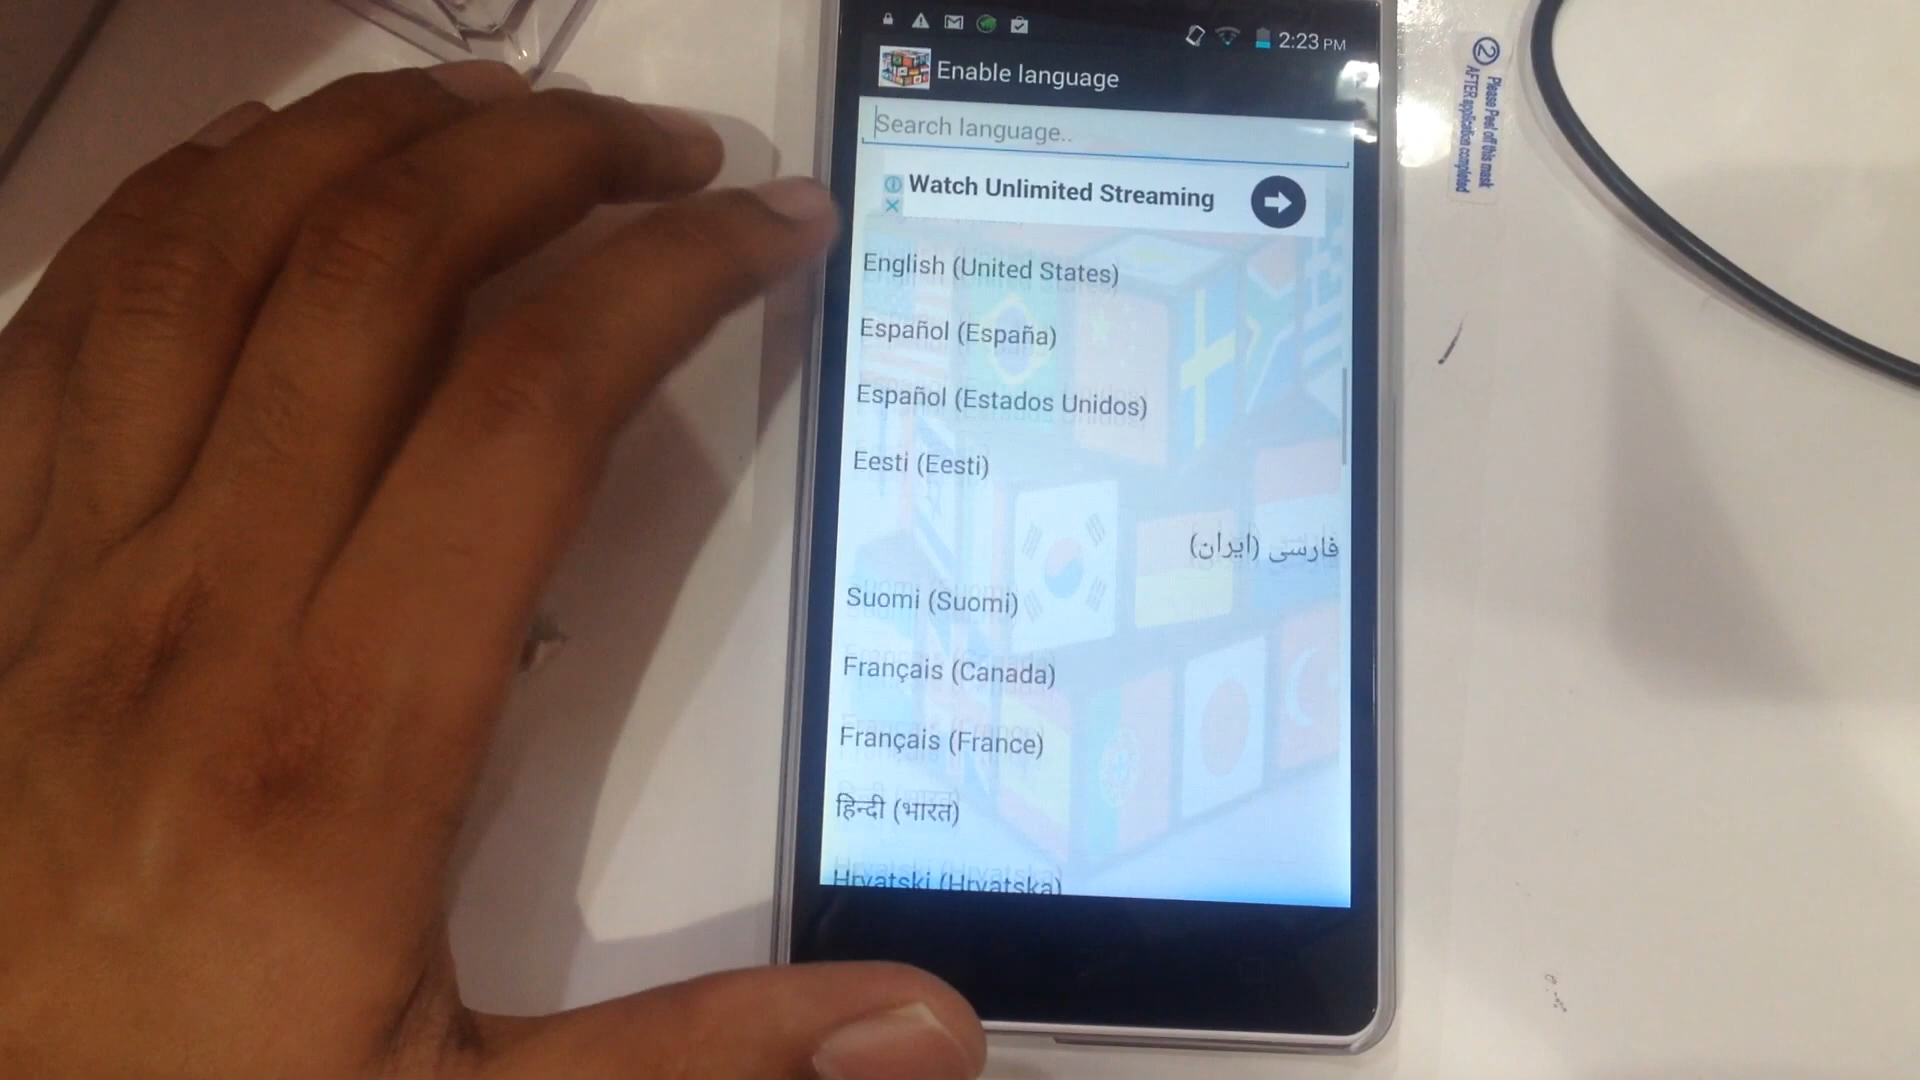 2:23 PM
Enable language
Search language..
Watch Unlimited Streaming
English (United States)
Español (España)
Español (Estados Unidos)
Eesti (Eesti)
فارسی (ایران)
Suomi (Suomi)
Français (Canada)
Français (France)
हिन्दी (भारत)
Hrvatski (Hrvatska)
2 Please Peel off this mask
AFTER application completed